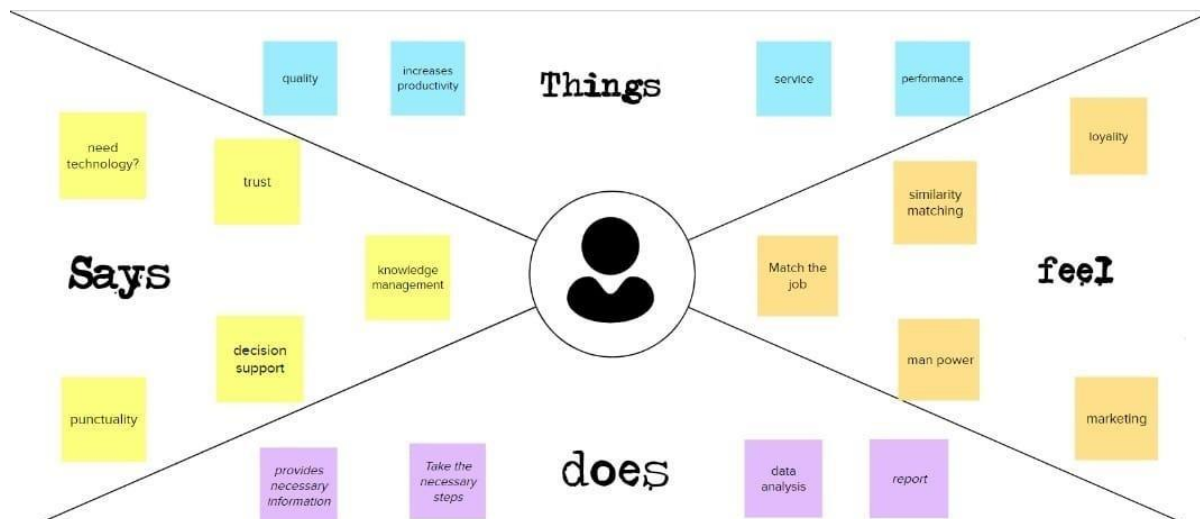 quality
increases
productivity
Things
service
performance
need
technology?
trust
knowledge
management
Says
decision
support
punctuality
loyality
similarity
matching
Match the
job
feel
man power
marketing
provides
necessary
information
Take the
necessary
steps
does
data
analysis
report